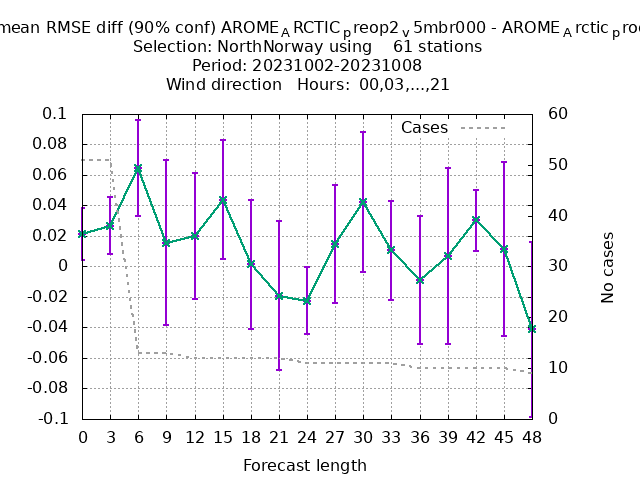 mean RMSE diff (90% conf) AROME_ARCTIC_preop2_v5mbr000 - AROME_Arctic_pro
Selection: NorthNorway using 61 stations
Period: 20231002-20231008
Wind direction Hours: 00,03,...,21
0.1
0.08
0.06
0.04
0.02
0
-0.02
-0.04
-0.06
-0.08
-0.1
Cases
60
50
40
30
20
10
0
No cases
0 3 6 9 12 15 18 21 24 27 30 33 36 39 42 45 48
Forecast length